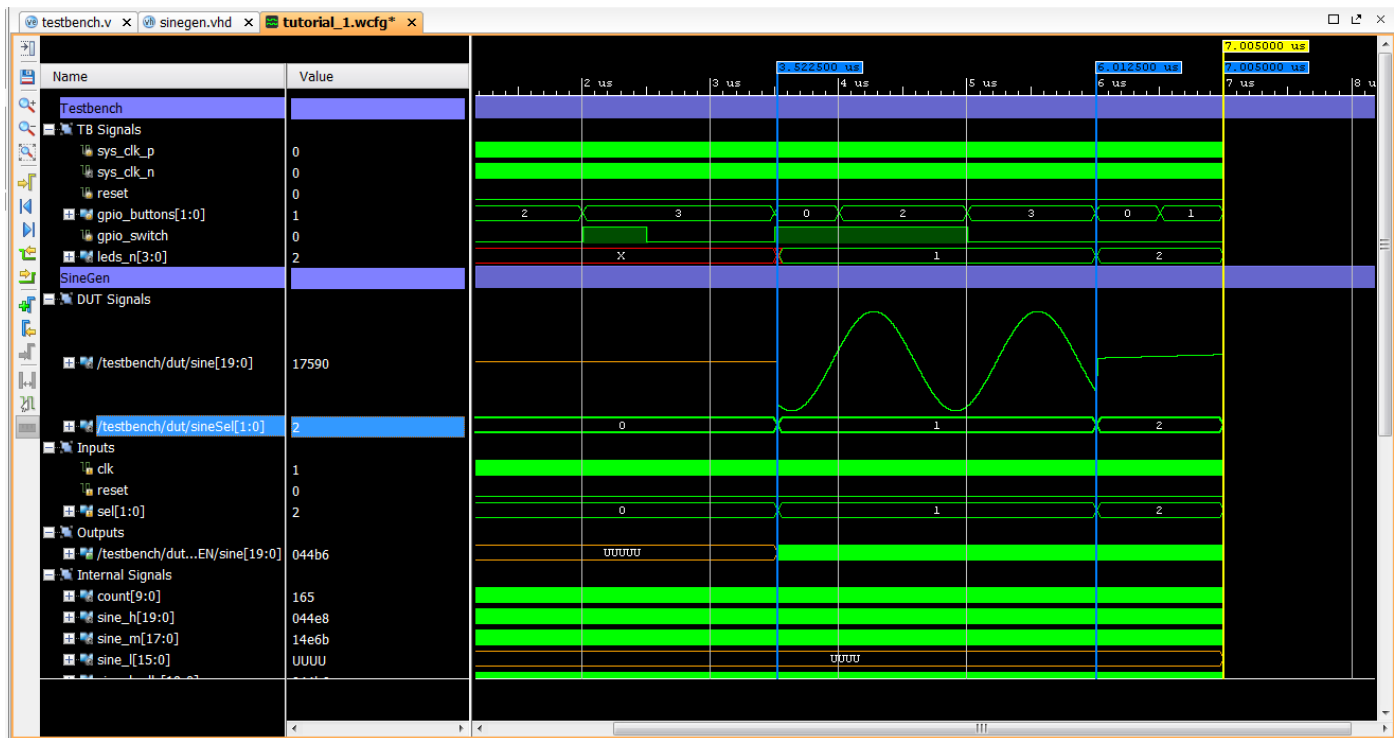 testbench.v sinegen.vhd tutorial_1.wcfg*
7.005000 us
3.522500 us 6.012500 us 7.005000 us
Name Value 2 us 3 us 4 us 5 us 6 us 7 us 8 u
Testbench
TB Signals
sys_clk_p 0
sys_clk_n 0
reset 0
gpio_buttons[1:0] 1 2 3 0 2 3 0 1
gpio_switch 0
leds_n[3:0] 2 X 1 2
SineGen
DUT Signals
/testbench/dut/sine[19:0] 17590
/testbench/dut/sineSel[1:0] 2 0 1 2
Inputs
clk 1
reset 0
sel[1:0] 2 0 1 2
Outputs
/testbench/dut...EN/sine[19:0] 044b6 UUUUU
Internal Signals
count[9:0] 165
sine_h[19:0] 044e8
sine_m[17:0] 14e6b
sine_l[15:0] UUUU UUUU